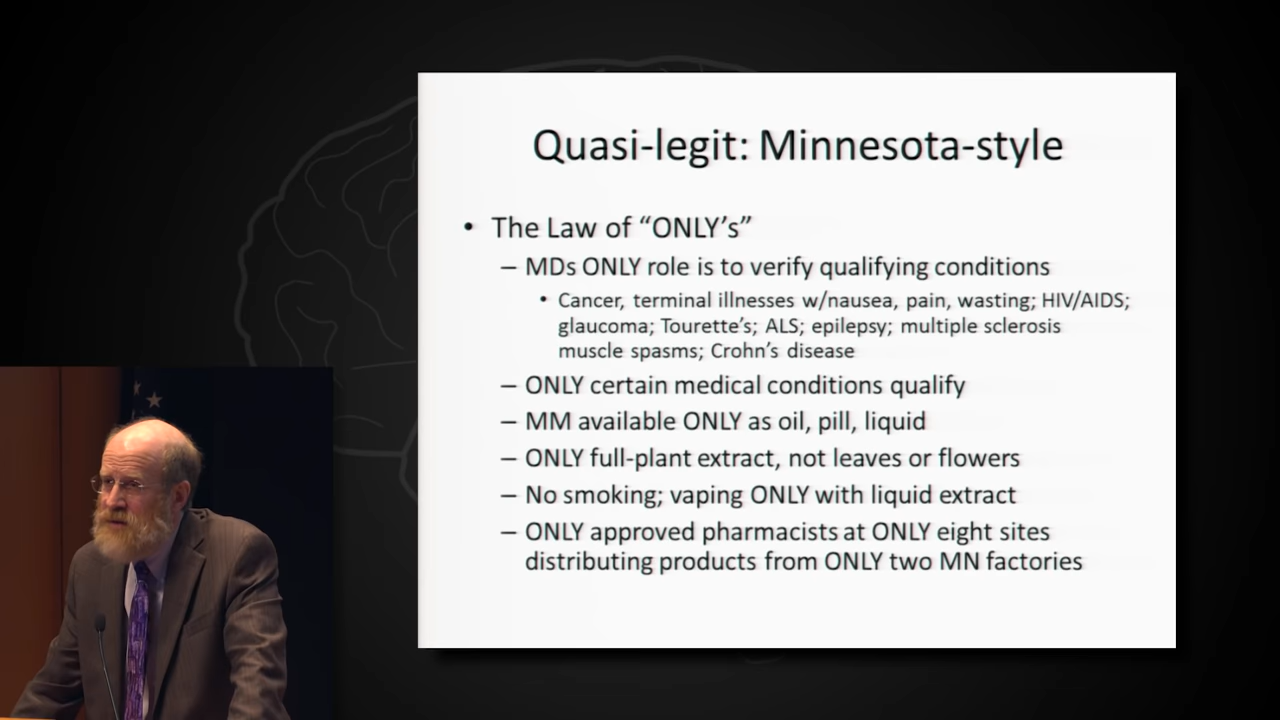 Quasi-legit: Minnesota-style
• The Law of “ONLY’s”
– MDs ONLY role is to verify qualifying conditions
• Cancer, terminal illnesses w/nausea, pain, wasting; HIV/AIDS;
glaucoma; Tourette’s; ALS; epilepsy; multiple sclerosis
muscle spasms; Crohn’s disease
– ONLY certain medical conditions qualify
– MM available ONLY as oil, pill, liquid
– ONLY full-plant extract, not leaves or flowers
– No smoking; vaping ONLY with liquid extract
– ONLY approved pharmacists at ONLY eight sites
distributing products from ONLY two MN factories